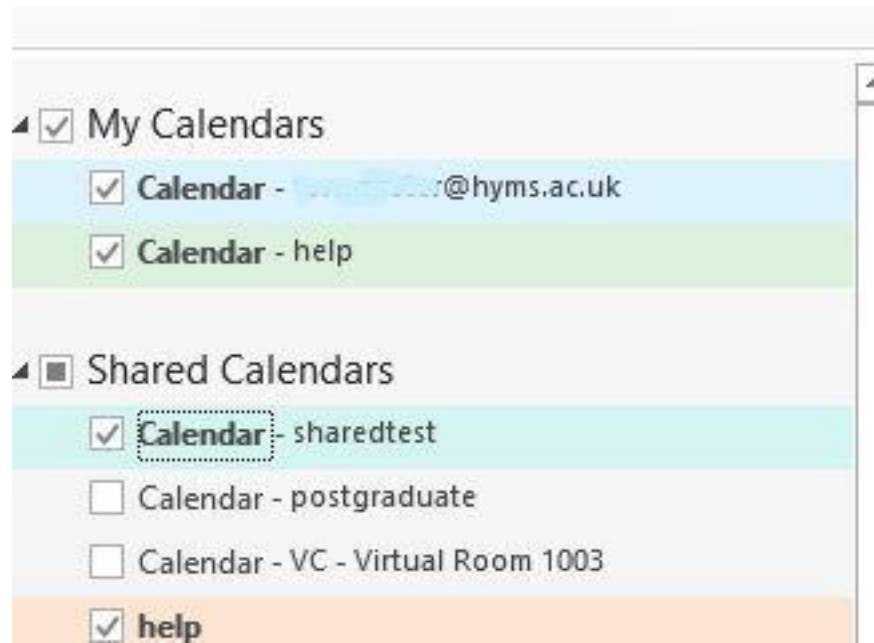 My Calendars
Calendar - @hyms.ac.uk
Calendar - help
Shared Calendars
Calendar - sharedtest
Calendar - postgraduate
Calendar - VC - Virtual Room 1003
help